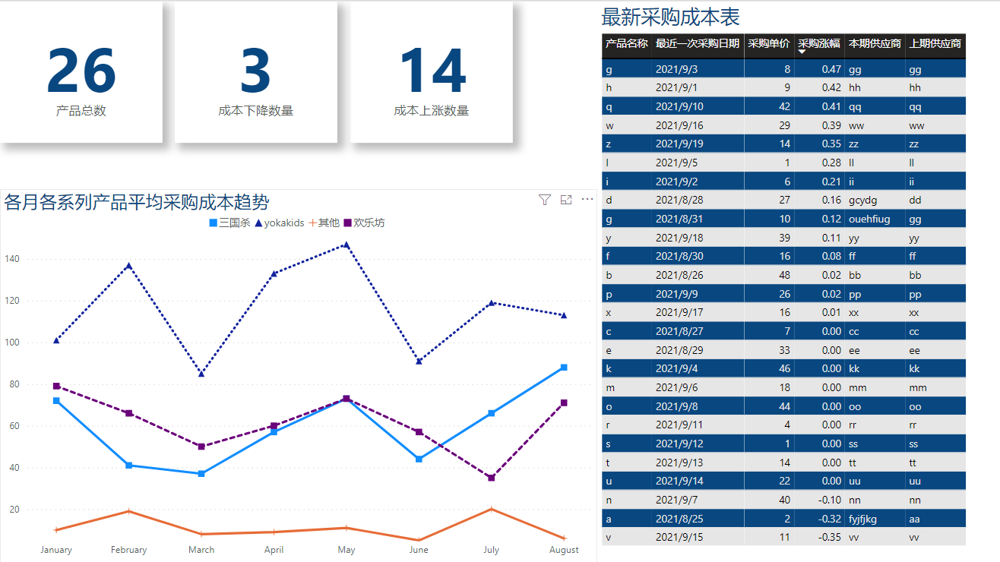 26
产品总数
3
成本下降数量
14
成本上涨数量
各月各系列产品平均采购成本趋势
三国杀 yokakids 其他 欢乐坊
140
120
100
80
60
40
20
January February March April May June July August
最新采购成本表
产品名称 最近一次采购日期 采购单价 采购涨幅 本期供应商 上期供应商
g 2021/9/3 8 0.47 gg gg
h 2021/9/1 9 0.42 hh hh
q 2021/9/10 42 0.41 qq qq
w 2021/9/16 29 0.39 ww ww
z 2021/9/19 14 0.35 zz zz
l 2021/9/5 1 0.28 ll ll
i 2021/9/2 6 0.21 ii ii
d 2021/8/28 27 0.16 gcydg dd
g 2021/8/31 10 0.12 ouehfiug gg
y 2021/9/18 39 0.11 yy yy
f 2021/8/30 16 0.08 ff ff
b 2021/8/26 48 0.02 bb bb
p 2021/9/9 26 0.02 pp pp
x 2021/9/17 16 0.01 xx xx
c 2021/8/27 7 0.00 cc cc
e 2021/8/29 33 0.00 ee ee
k 2021/9/4 46 0.00 kk kk
m 2021/9/6 18 0.00 mm mm
o 2021/9/8 44 0.00 oo oo
r 2021/9/11 4 0.00 rr rr
s 2021/9/12 1 0.00 ss ss
t 2021/9/13 14 0.00 tt tt
u 2021/9/14 22 0.00 uu uu
n 2021/9/7 40 -0.10 nn nn
a 2021/8/25 2 -0.32 fyjfjkg aa
v 2021/9/15 11 -0.35 vv vv